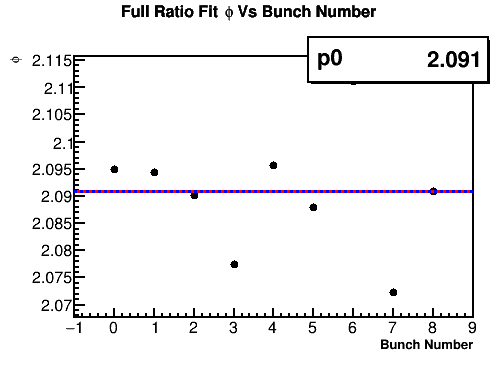 Full Ratio Fit ϕ Vs Bunch Number
p0 2.091
ϕ
2.115
2.11
2.105
2.1
2.095
2.09
2.085
2.08
2.075
2.07
−1 0 1 2 3 4 5 6 7 8 9
Bunch Number